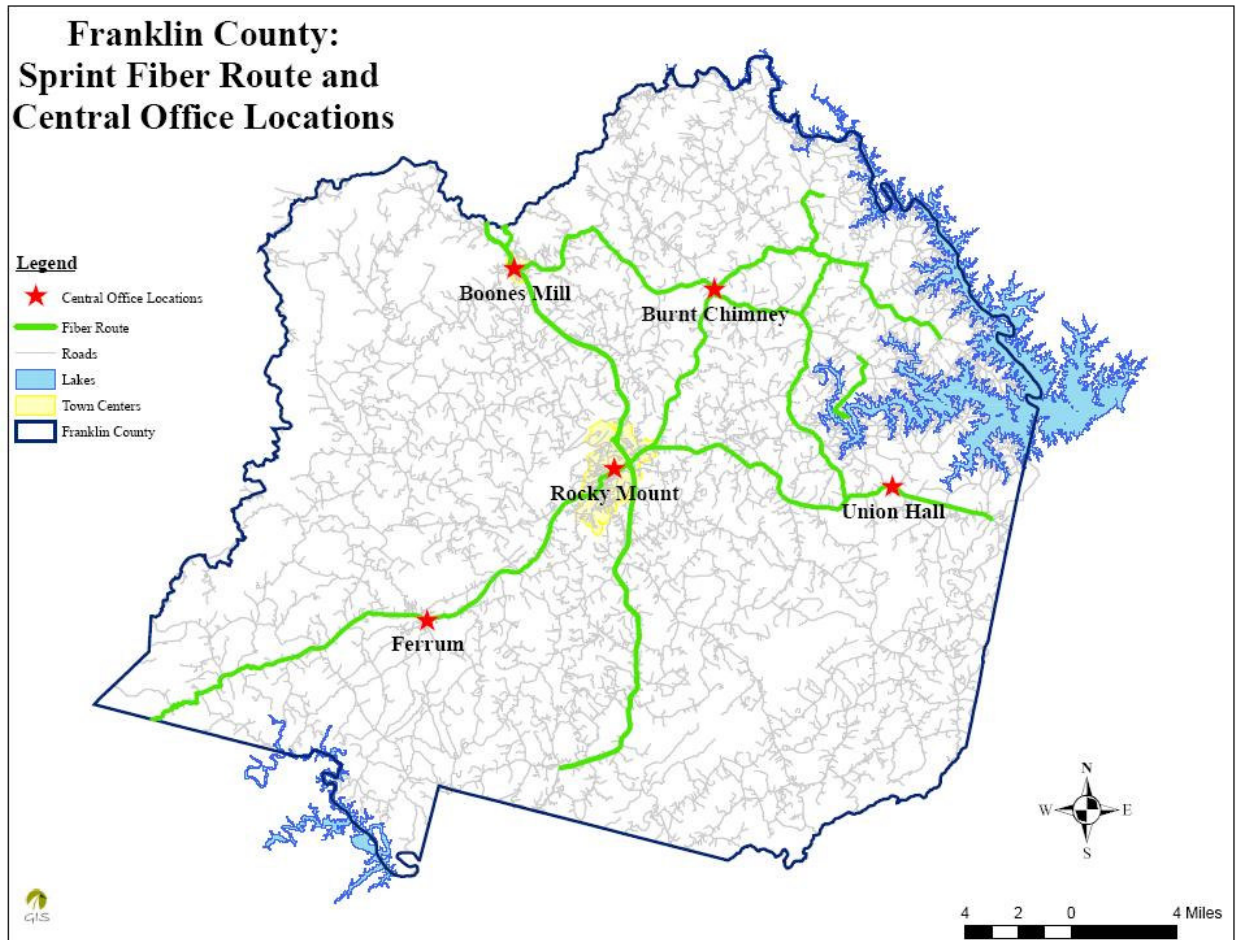 Franklin County:
Sprint Fiber Route and
Central Office Locations
Legend
Central Office Locations
Fiber Route
Roads
Lakes
Town Centers
Franklin County
Boones Mill
Burnt Chimney
Rocky Mount
Union Hall
Ferrum
N
W E
S
GIS
4 2 0 4 Miles